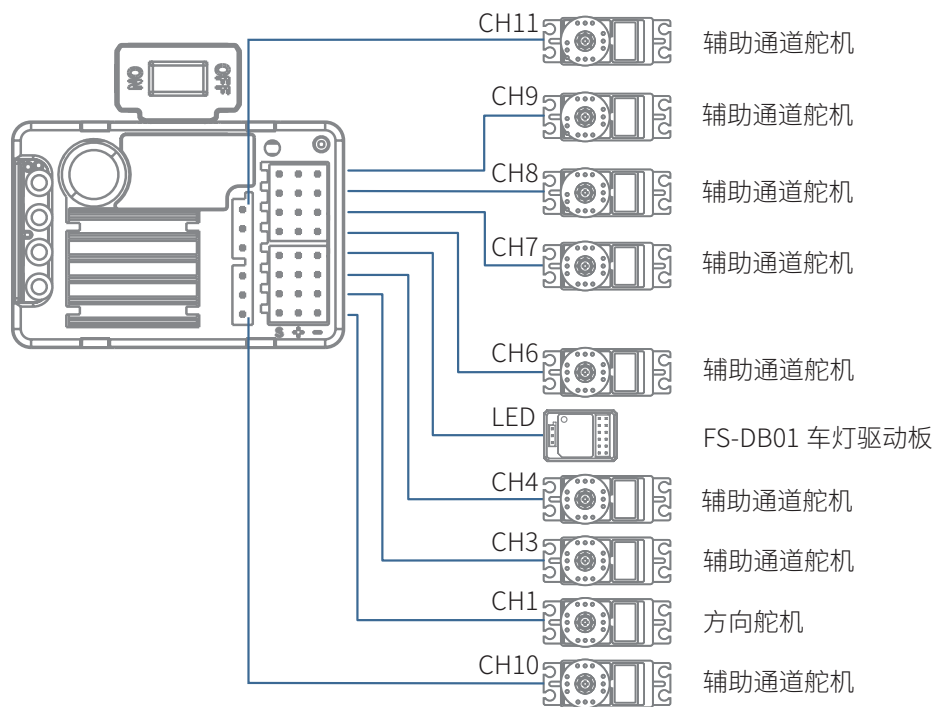 CH11 辅助通道舵机
ON OFF
CH9 辅助通道舵机
CH8 辅助通道舵机
CH7 辅助通道舵机
S + −
CH6 辅助通道舵机
LED FS-DB01 车灯驱动板
CH4 辅助通道舵机
CH3 辅助通道舵机
CH1 方向舵机
CH10 辅助通道舵机